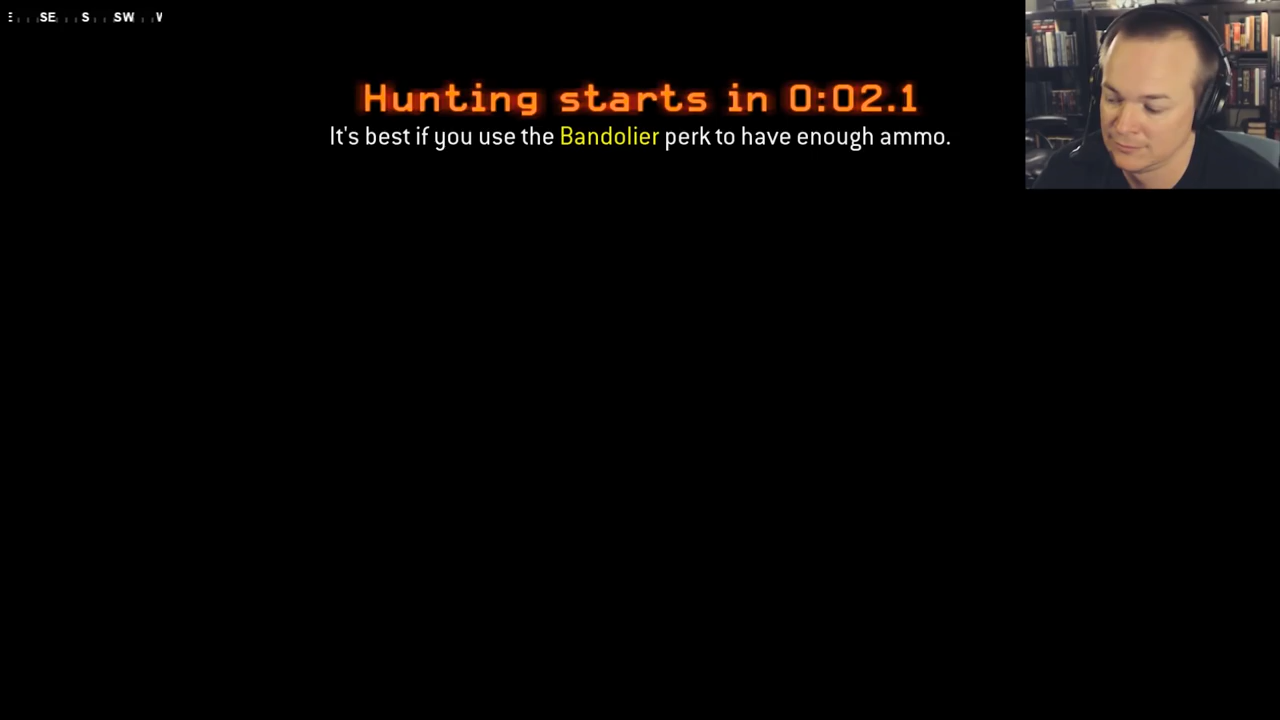 E SE S SW W
Hunting starts in 0:02.1
It's best if you use the Bandolier perk to have enough ammo.